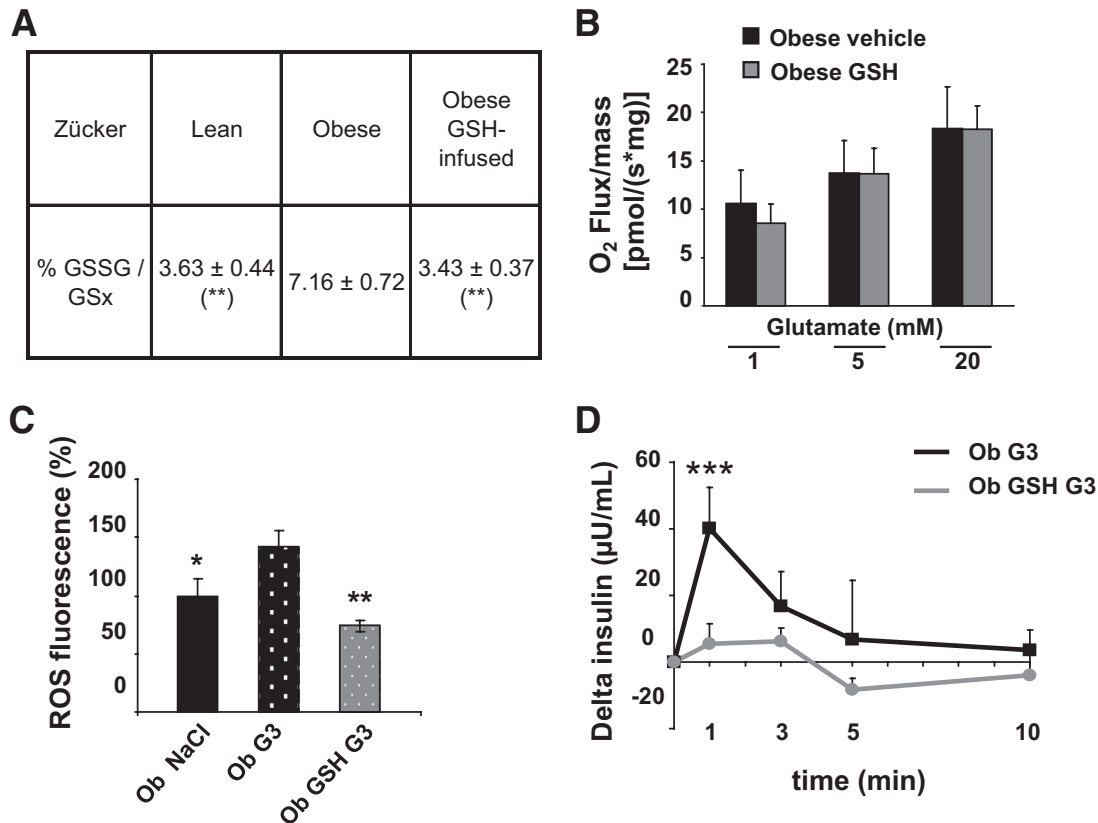 A
Zücker
Lean
Obese
Obese
GSH-
infused
% GSSG /
GSx
3.63 ± 0.44
(**)
7.16 ± 0.72
3.43 ± 0.37
(**)
B
Obese vehicle
Obese GSH
O2 Flux/mass
[pmol/(s*mg)]
25
20
15
10
5
0
Glutamate (mM)
1
5
20
C
ROS fluorescence (%)
200
150
100
50
0
*
**
Ob NaCl
Ob G3
Ob GSH G3
D
Ob G3
Ob GSH G3
Delta insulin (µU/mL)
60
40
20
0
-20
***
1
3
5
10
time (min)